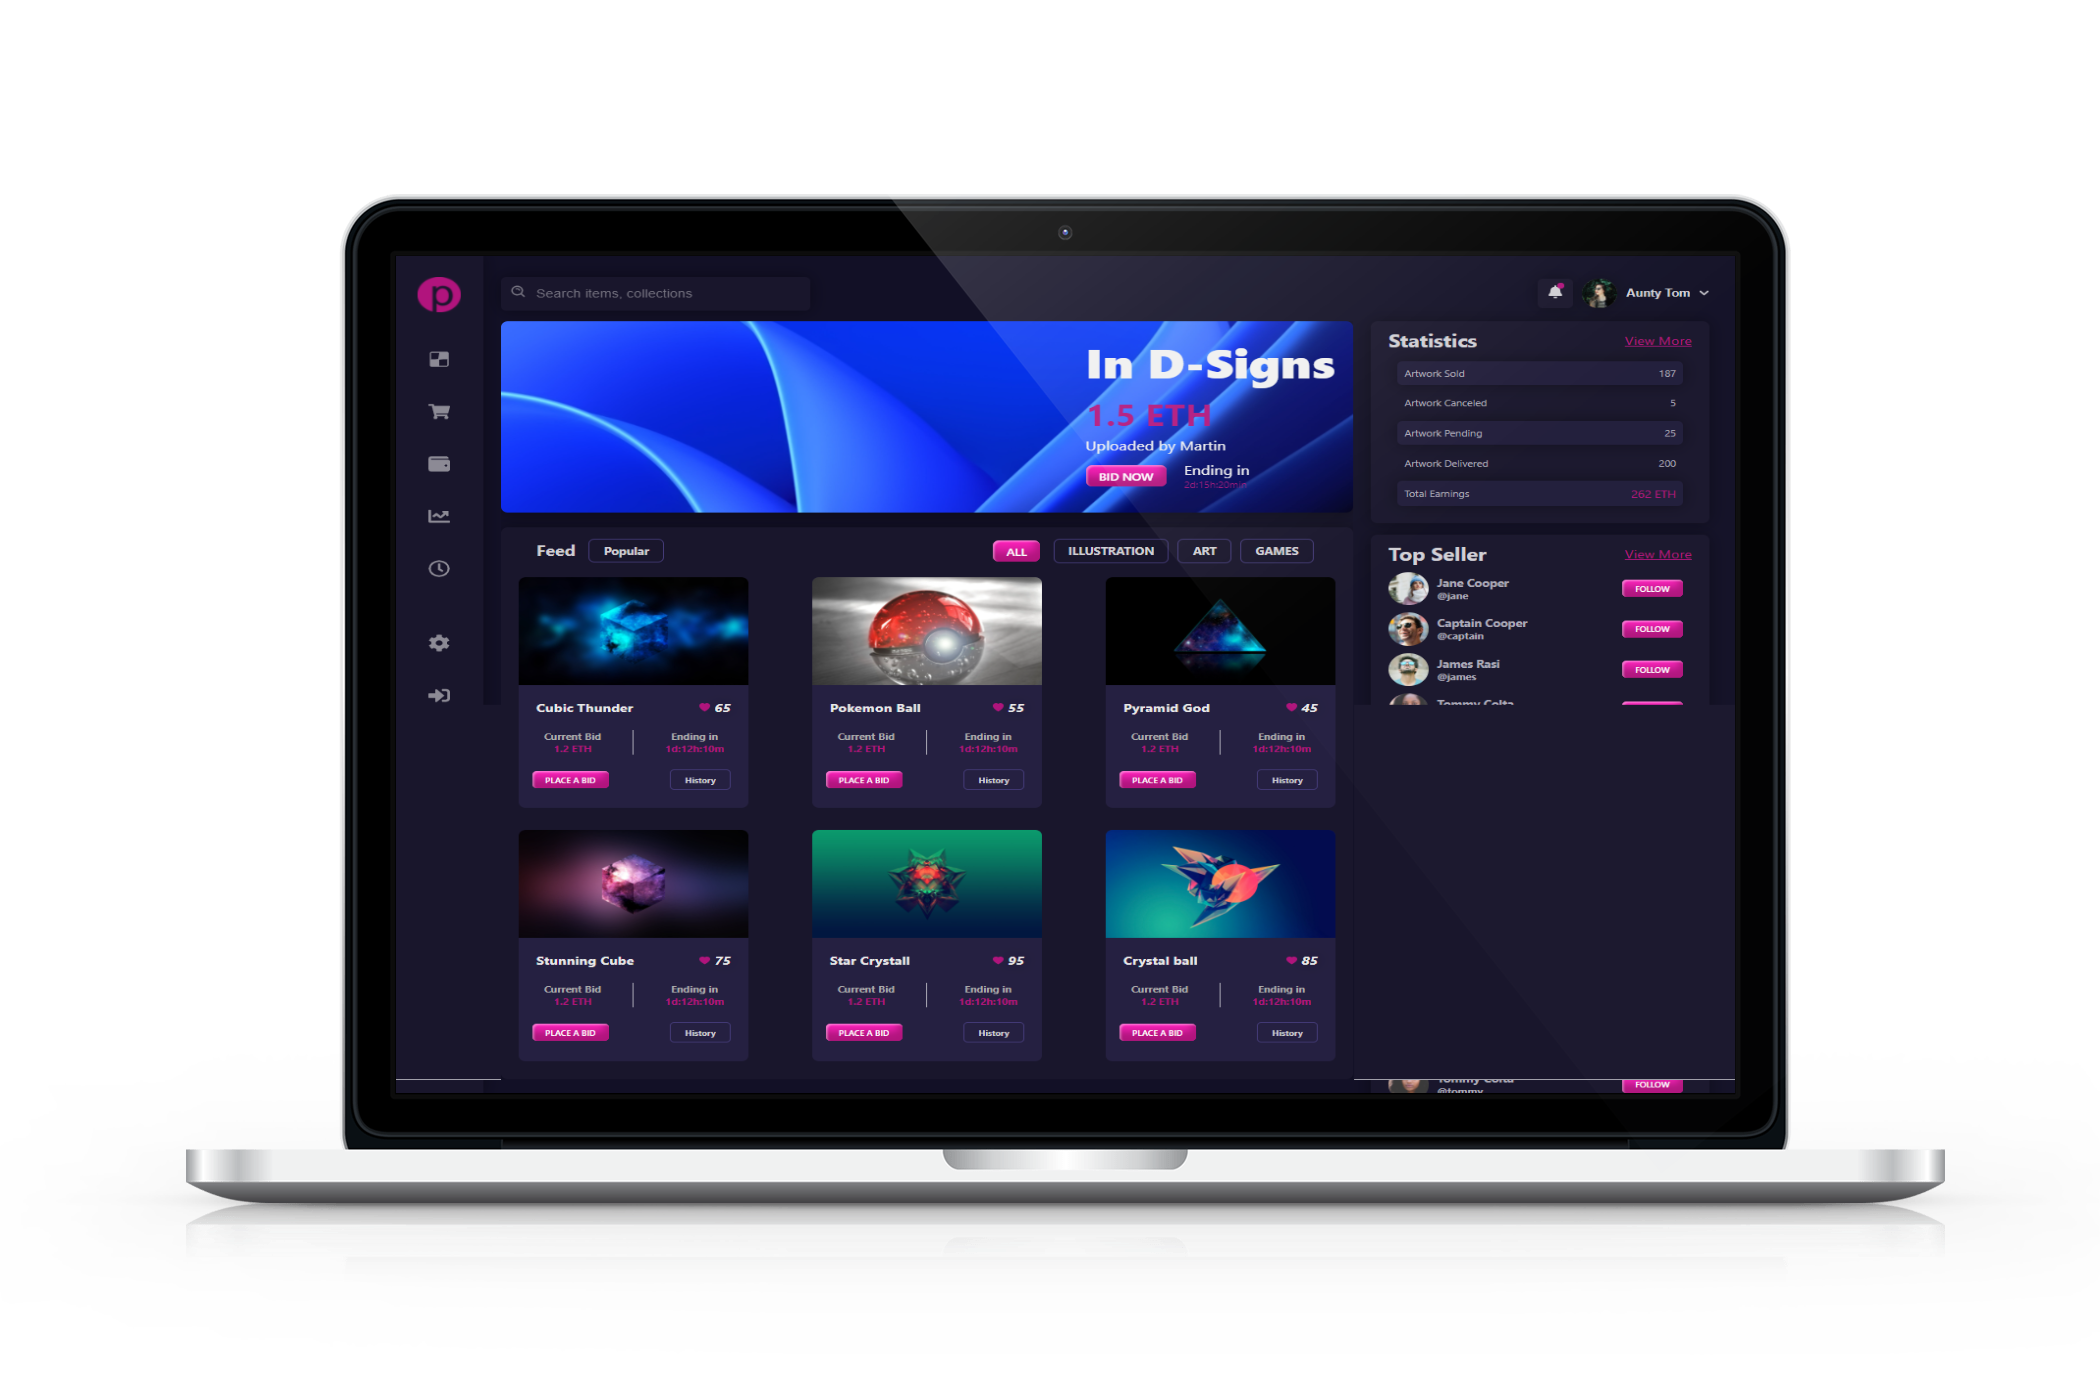 p
Search items, collections
Aunty Tom
In D-Signs
1.5 ETH
Uploaded by Martin
BID NOW
Ending in
2d:15h:20min
Statistics
View More
Artwork Sold 187
Artwork Canceled 5
Artwork Pending 25
Artwork Delivered 200
Total Earnings 262 ETH
Feed Popular ALL ILLUSTRATION ART GAMES
Top Seller
View More
Jane Cooper
@jane
FOLLOW
Captain Cooper
@captain
FOLLOW
James Rasi
@james
FOLLOW
Tommy Colta
Cubic Thunder 65
Current Bid Ending in
1.2 ETH 1d:12h:10m
PLACE A BID History
Pokemon Ball 55
Current Bid Ending in
1.2 ETH 1d:12h:10m
PLACE A BID History
Pyramid God 45
Current Bid Ending in
1.2 ETH 1d:12h:10m
PLACE A BID History
Stunning Cube 75
Current Bid Ending in
1.2 ETH 1d:12h:10m
PLACE A BID History
Star Crystall 95
Current Bid Ending in
1.2 ETH 1d:12h:10m
PLACE A BID History
Crystal ball 85
Current Bid Ending in
1.2 ETH 1d:12h:10m
PLACE A BID History
Tommy Colta
@tommy
FOLLOW